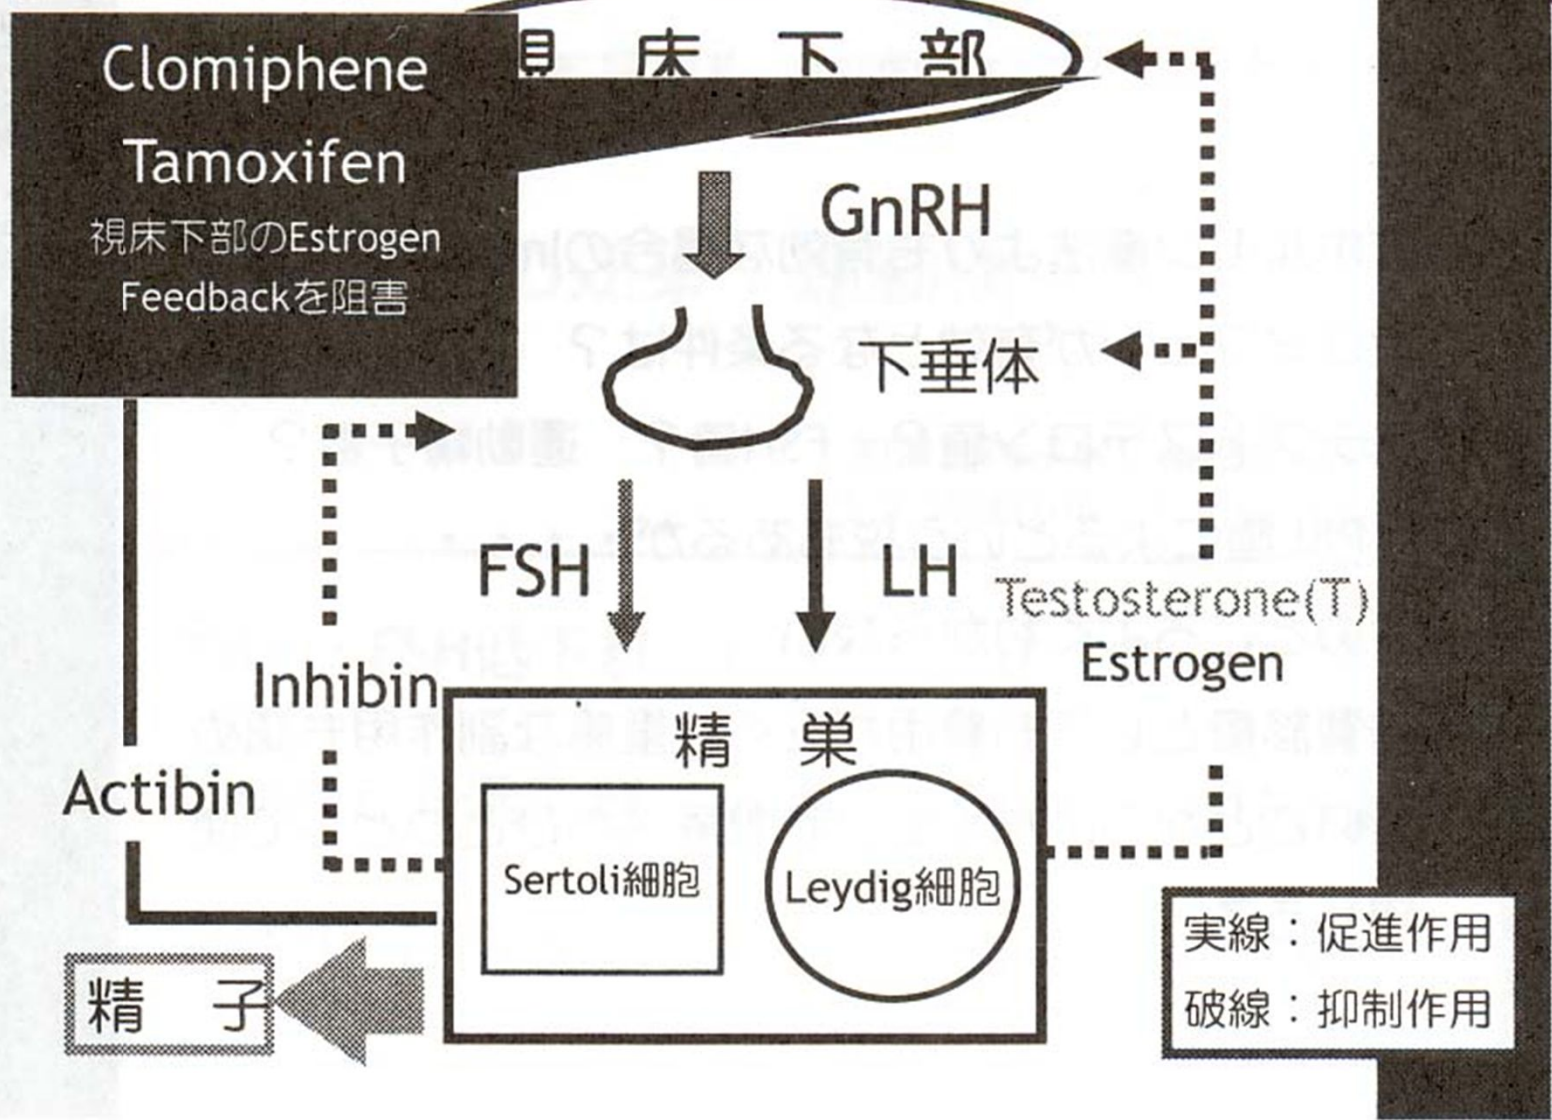 Clomiphene
Tamoxifen
視床下部のEstrogen
Feedbackを阻害
視 床 下 部
GnRH
下垂体
FSH
LH
Testosterone(T)
Estrogen
Inhibin
Actibin
精 巣
Sertoli細胞
Leydig細胞
精 子
実線：促進作用
破線：抑制作用